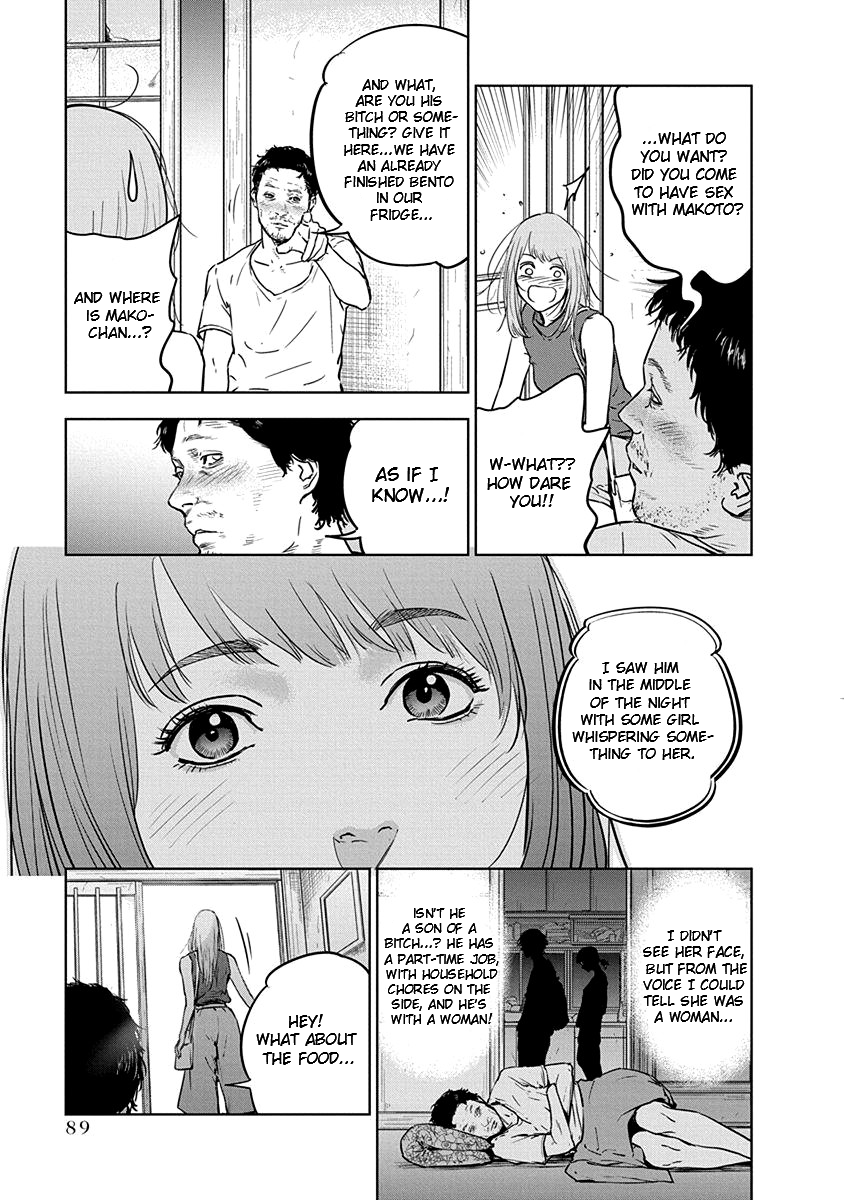 ...WHAT DO
YOU WANT?
DID YOU COME
TO HAVE SEX
WITH MAKOTO?
W-WHAT??
HOW DARE
YOU!!
AND WHAT,
ARE YOU HIS
BITCH OR SOME-
THING? GIVE IT
HERE...WE HAVE
AN ALREADY
FINISHED BENTO
IN OUR
FRIDGE...
AND WHERE
IS MAKO-
CHAN...?
AS IF I
KNOW...!
I SAW HIM
IN THE MIDDLE
OF THE NIGHT
WITH SOME GIRL
WHISPERING SOME-
THING TO HER.
I DIDN'T
SEE HER FACE,
BUT FROM THE
VOICE I COULD
TELL SHE WAS
A WOMAN...
ISN'T HE
A SON OF A
BITCH...? HE HAS
A PART-TIME JOB,
WITH HOUSEHOLD
CHORES ON THE
SIDE, AND HE'S
WITH A WOMAN!
HEY!
WHAT ABOUT
THE FOOD...
89